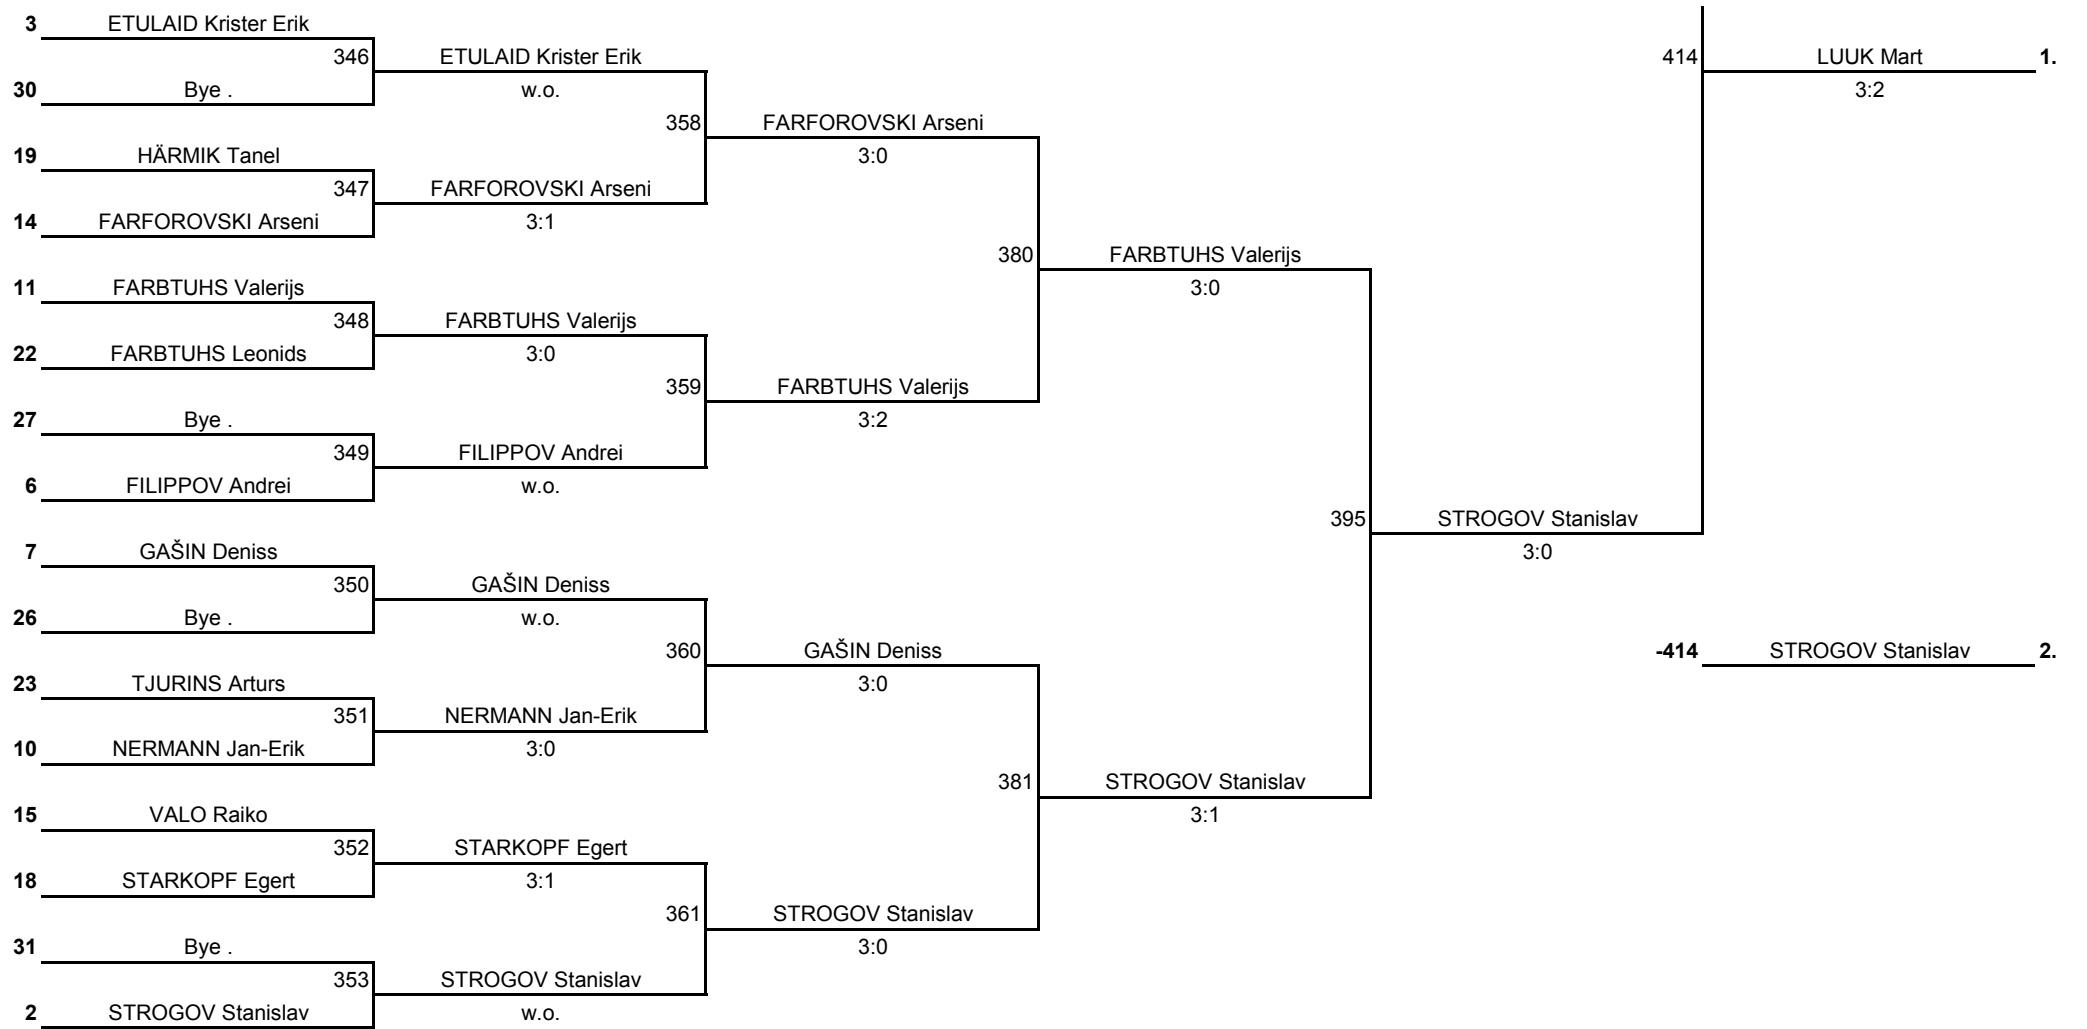 3 ETULAID Krister Erik
346 ETULAID Krister Erik 414 LUUK Mart 1.
30 Bye . w.o. 3:2
358 FARFOROVSKI Arseni
19 HÄRMIK Tanel 3:0
347 FARFOROVSKI Arseni
14 FARFOROVSKI Arseni 3:1
380 FARBTUHS Valerijs
11 FARBTUHS Valerijs 3:0
348 FARBTUHS Valerijs
22 FARBTUHS Leonids 3:0
359 FARBTUHS Valerijs
27 Bye . 3:2
349 FILIPPOV Andrei
6 FILIPPOV Andrei w.o.
395 STROGOV Stanislav
7 GAŠIN Deniss 3:0
350 GAŠIN Deniss
26 Bye . w.o.
360 GAŠIN Deniss -414 STROGOV Stanislav 2.
23 TJURINS Arturs 3:0
351 NERMANN Jan-Erik
10 NERMANN Jan-Erik 3:0
381 STROGOV Stanislav
15 VALO Raiko 3:1
352 STARKOPF Egert
18 STARKOPF Egert 3:1
361 STROGOV Stanislav
31 Bye . 3:0
353 STROGOV Stanislav
2 STROGOV Stanislav w.o.